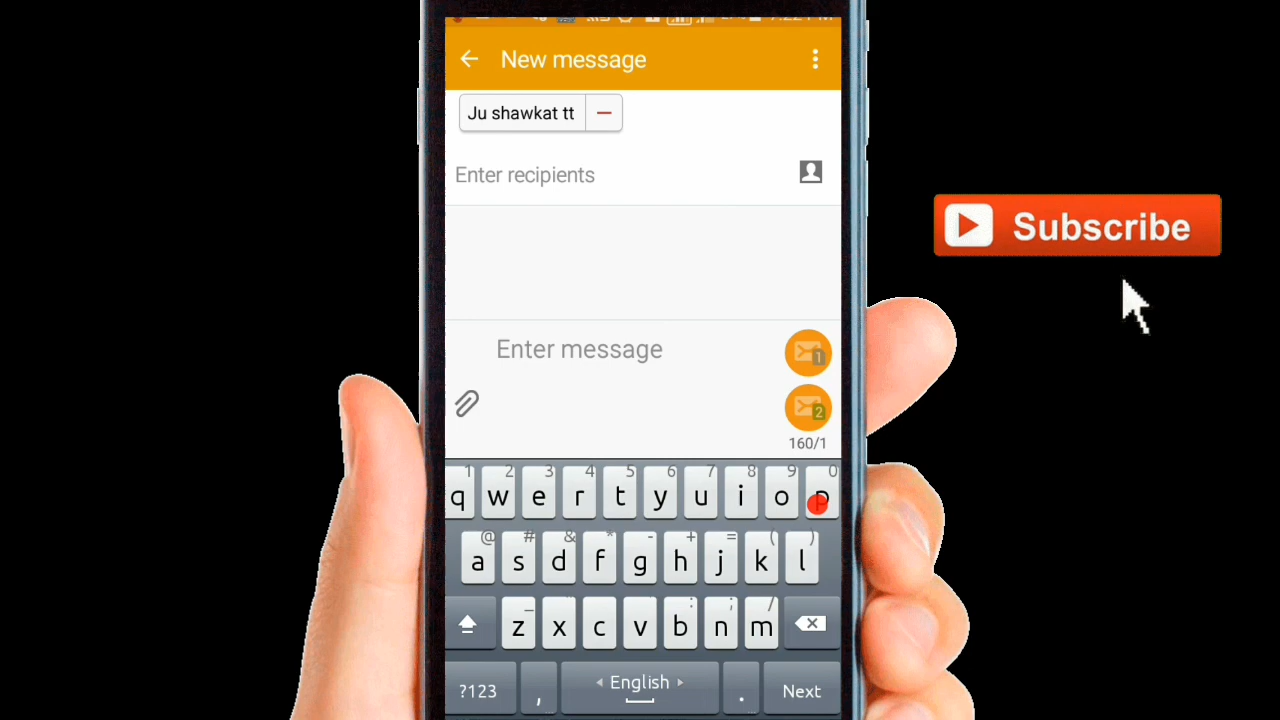 New message
Ju shawkat tt
Enter recipients
Subscribe
Enter message
1
2
160/1
1 2 3 4 5 6 7 8 9 0
q w e r t y u i o p
@ # & * - + = ( )
a s d f g h j k l
_ : ; /
z x c v b n m
?123 , English . Next